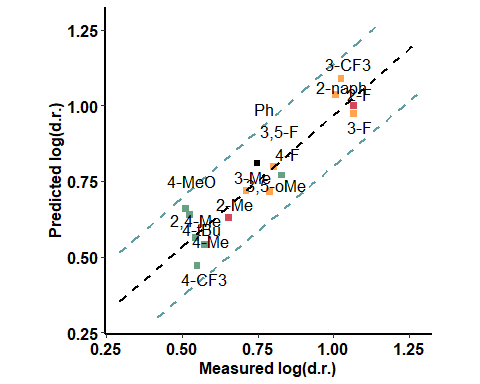 1.25
1.00
0.75
0.50
0.25
Predicted log(d.r.)
3-CF3
2-naph
2-F
Ph
3-F
3,5-F
4-F
3-Me
3,5-oMe
4-MeO
2-Me
2,4-Me
4-tBu
4-Me
4-CF3
0.25 0.50 0.75 1.00 1.25
Measured log(d.r.)